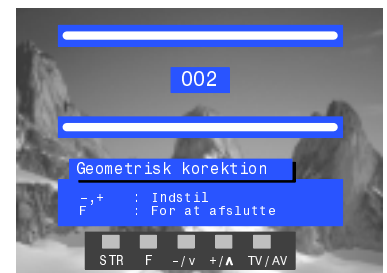 002
Geometrisk korektion
-,+ : Indstil
F : For at afslutte
STR F -/v +/ʌ TV/AV